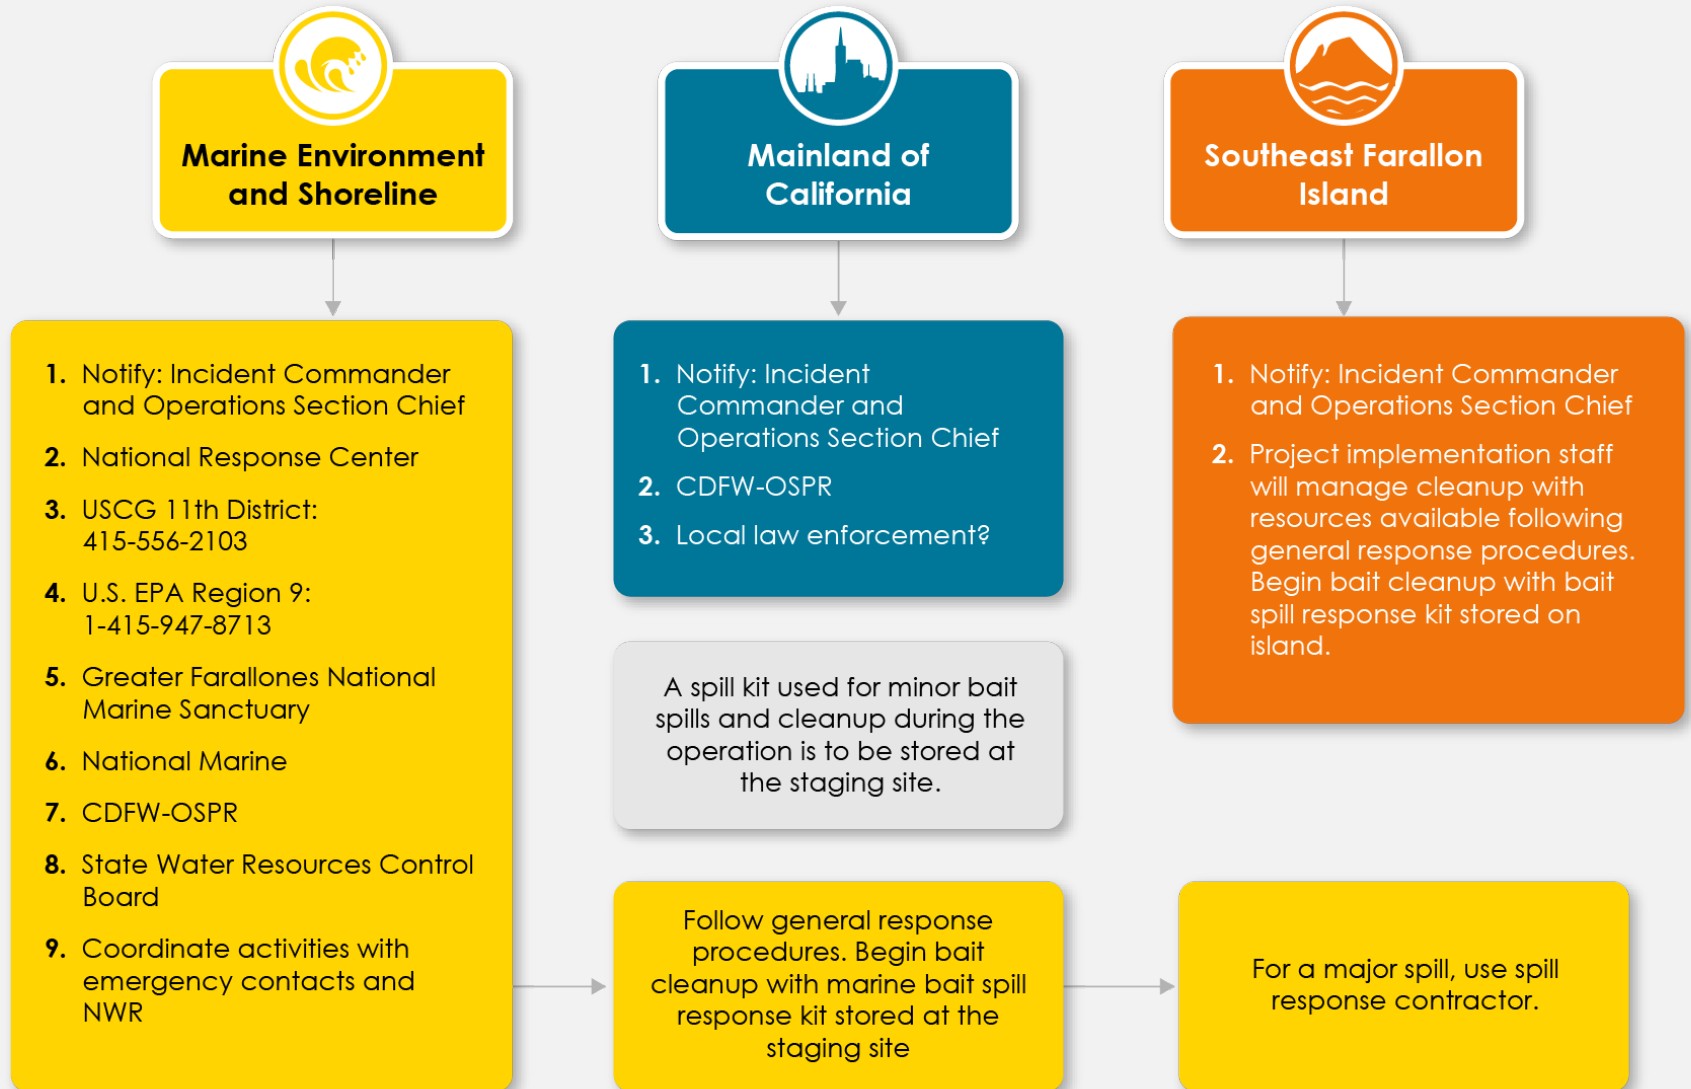 Marine Environment
and Shoreline
Mainland of
California
Southeast Farallon
Island
1. Notify: Incident Commander
and Operations Section Chief
2. National Response Center
3. USCG 11th District:
415-556-2103
4. U.S. EPA Region 9:
1-415-947-8713
5. Greater Farallones National
Marine Sanctuary
6. National Marine
7. CDFW-OSPR
8. State Water Resources Control
Board
9. Coordinate activities with
emergency contacts and
NWR
1. Notify: Incident
Commander and
Operations Section Chief
2. CDFW-OSPR
3. Local law enforcement?
A spill kit used for minor bait
spills and cleanup during the
operation is to be stored at
the staging site.
1. Notify: Incident Commander
and Operations Section Chief
2. Project implementation staff
will manage cleanup with
resources available following
general response procedures.
Begin bait cleanup with bait
spill response kit stored on
island.
Follow general response
procedures. Begin bait
cleanup with marine bait spill
response kit stored at the
staging site
For a major spill, use spill
response contractor.